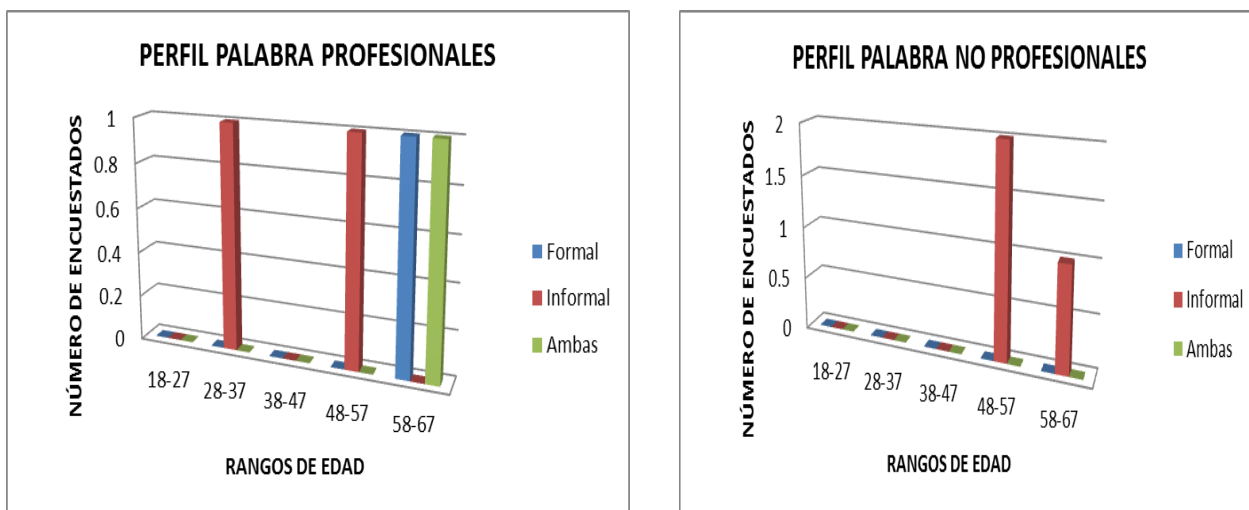 PERFIL PALABRA PROFESIONALES
NÚMERO DE ENCUESTADOS
1
0.8
0.6
0.4
0.2
0
18-27
28-37
38-47
48-57
58-67
RANGOS DE EDAD
Formal
Informal
Ambas
PERFIL PALABRA NO PROFESIONALES
NÚMERO DE ENCUESTADOS
2
1.5
1
0.5
0
18-27
28-37
38-47
48-57
58-67
RANGOS DE EDAD
Formal
Informal
Ambas